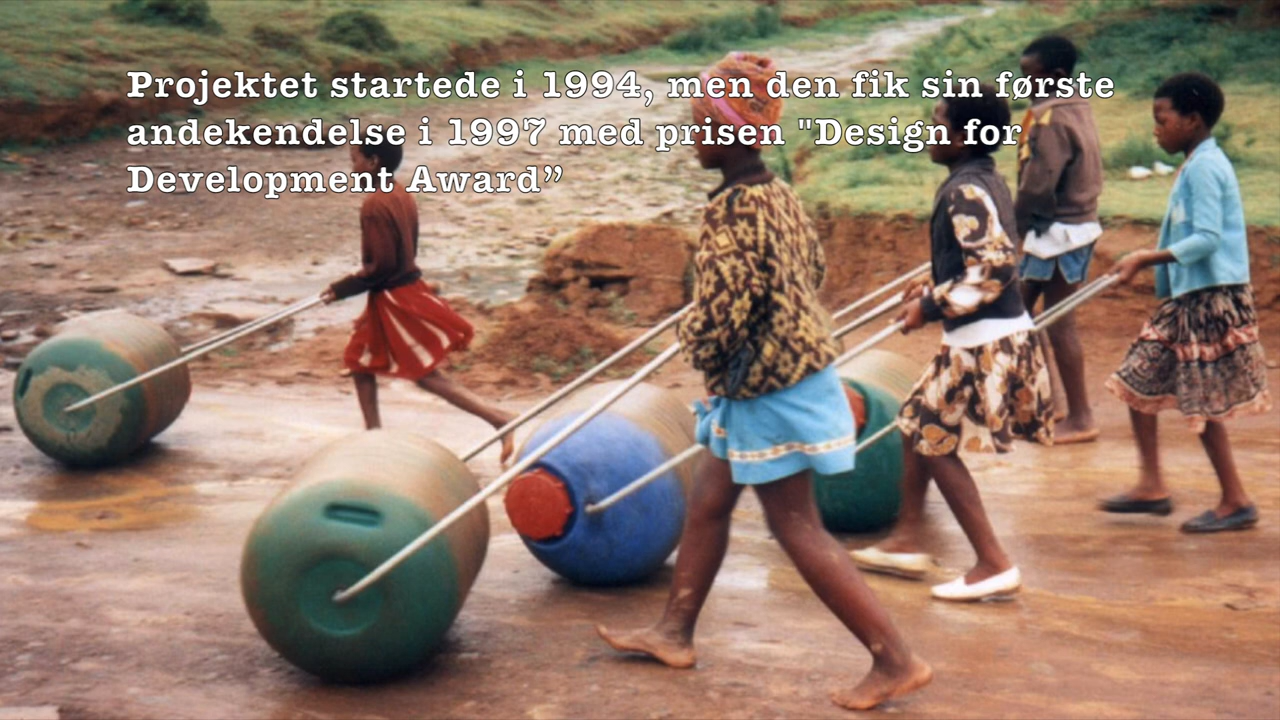 Projektet startede i 1994, men den fik sin første
andekendelse i 1997 med prisen "Design for
Development Award”